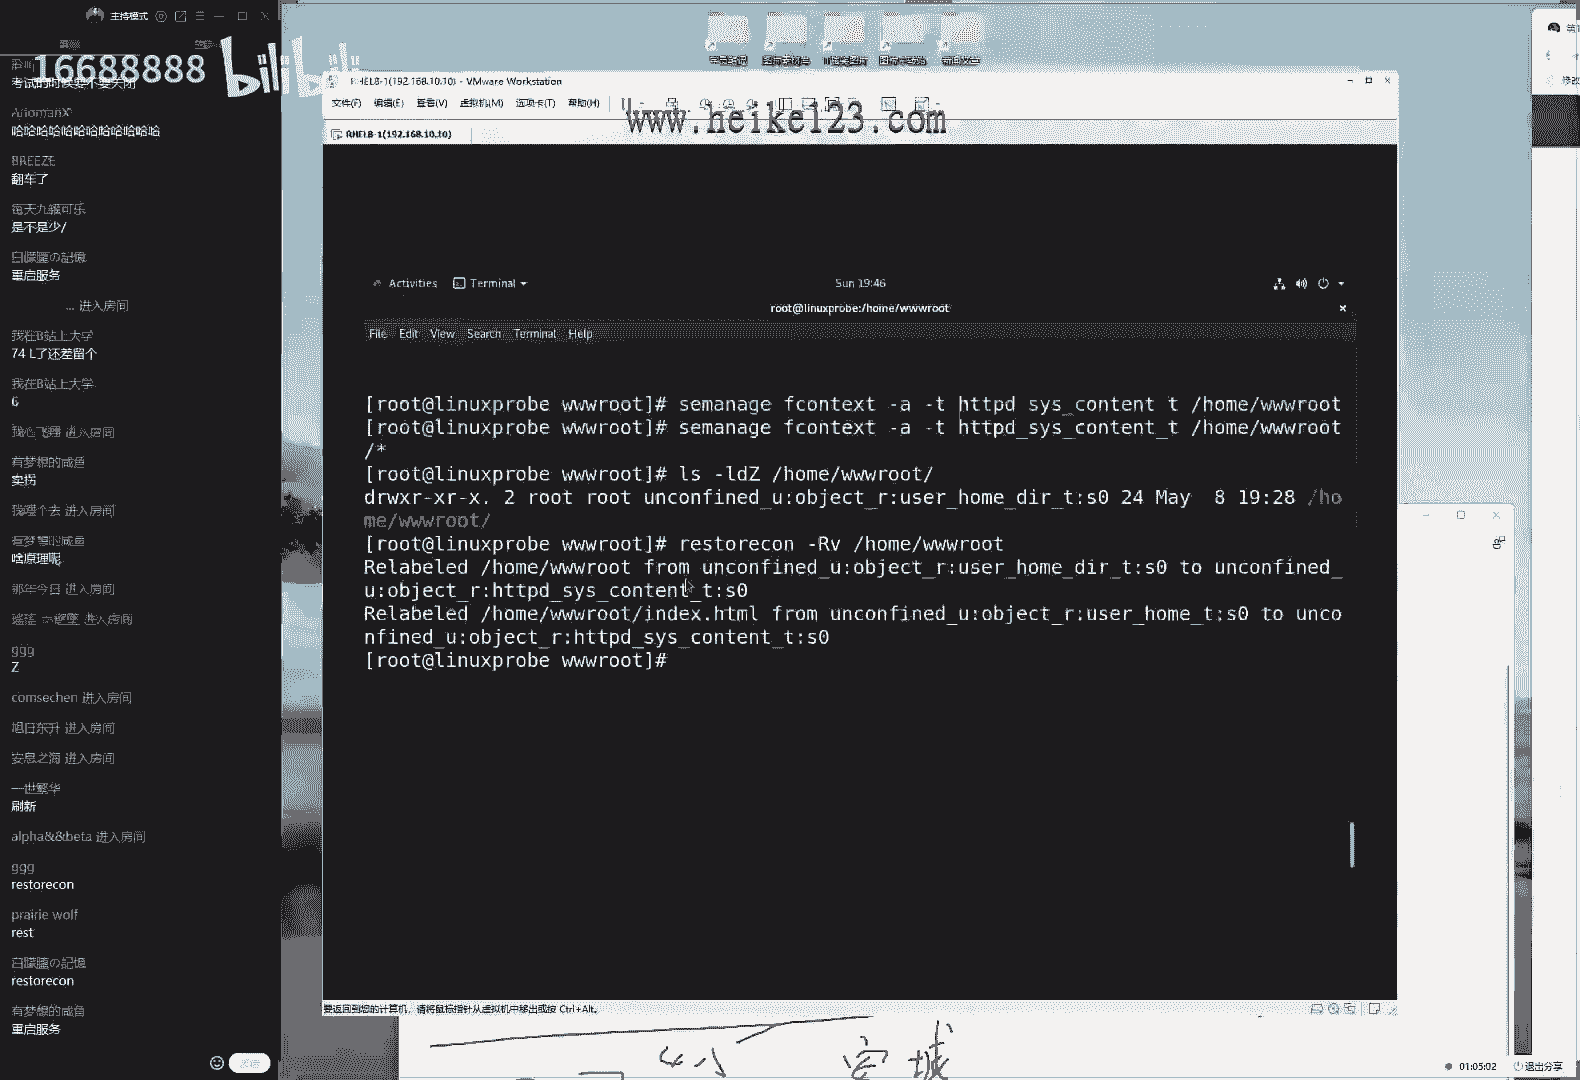 主持模式
16688888
bilibili
考试的时候要不要关闭
哈哈哈哈哈哈哈哈哈哈哈哈
BREEZE
翻车了
每天九罐可乐
是不是少/
白朦朧の記憶
重启服务
... 进入房间
我在B站上大学
74 L了还差留个
我在B站上大学
6
进入房间
有梦想的咸鱼
卖拐
我嘿个去 进入房间
有梦想的咸鱼
啥原理呢
那年今日 进入房间
进入房间
ggg
Z
comsechen 进入房间
旭日东升 进入房间
安息之海 进入房间
一世繁华
刷新
alpha&&beta 进入房间
ggg
restorecon
prairie wolf
rest
白朦朧の記憶
restorecon
有梦想的咸鱼
重启服务
RHEL8-1(192.168.10.10) - VMware Workstation
文件(F) 编辑(E) 查看(V) 虚拟机(M) 选项卡(T) 帮助(H)
www.heike123.com
RHEL8-1(192.168.10.10)
Activities Terminal Sun 19:46
root@linuxprobe:/home/wwwroot
File Edit View Search Terminal Help
[root@linuxprobe wwwroot]# semanage fcontext -a -t httpd_sys_content_t /home/wwwroot
[root@linuxprobe wwwroot]# semanage fcontext -a -t httpd_sys_content_t /home/wwwroot
/*
[root@linuxprobe wwwroot]# ls -ldZ /home/wwwroot/
drwxr-xr-x. 2 root root unconfined_u:object_r:user_home_dir_t:s0 24 May  8 19:28 /ho
me/wwwroot/
[root@linuxprobe wwwroot]# restorecon -Rv /home/wwwroot
Relabeled /home/wwwroot from unconfined_u:object_r:user_home_dir_t:s0 to unconfined_
u:object_r:httpd_sys_content_t:s0
Relabeled /home/wwwroot/index.html from unconfined_u:object_r:user_home_t:s0 to unco
nfined_u:object_r:httpd_sys_content_t:s0
[root@linuxprobe wwwroot]#
要返回到您的计算机，请将鼠标指针从虚拟机中移出或按 Ctrl+Alt。
修改
01:05:02 退出分享